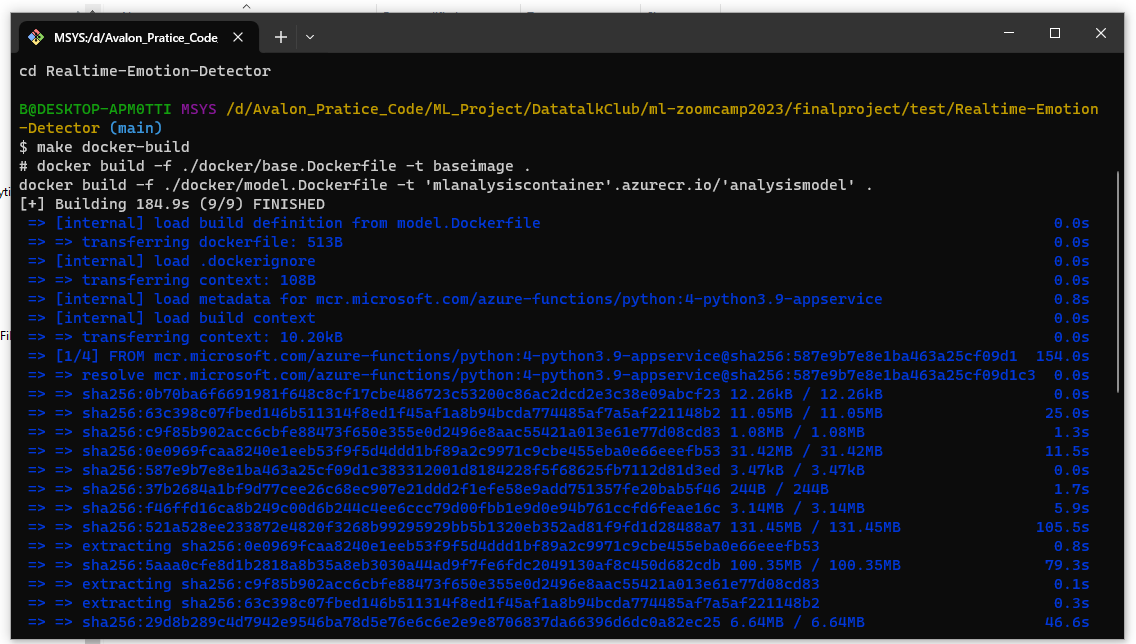 MSYS:/d/Avalon_Pratice_Code
cd Realtime-Emotion-Detector
B@DESKTOP-APM0TTI MSYS /d/Avalon_Pratice_Code/ML_Project/DatatalkClub/ml-zoomcamp2023/finalproject/test/Realtime-Emotion
-Detector (main)
$ make docker-build
# docker build -f ./docker/base.Dockerfile -t baseimage .
docker build -f ./docker/model.Dockerfile -t 'mlanalysiscontainer'.azurecr.io/'analysismodel' .
[+] Building 184.9s (9/9) FINISHED
=> [internal] load build definition from model.Dockerfile 0.0s
=> => transferring dockerfile: 513B 0.0s
=> [internal] load .dockerignore 0.0s
=> => transferring context: 108B 0.0s
=> [internal] load metadata for mcr.microsoft.com/azure-functions/python:4-python3.9-appservice 0.8s
=> [internal] load build context 0.0s
=> => transferring context: 10.20kB 0.0s
=> [1/4] FROM mcr.microsoft.com/azure-functions/python:4-python3.9-appservice@sha256:587e9b7e8e1ba463a25cf09d1 154.0s
=> => resolve mcr.microsoft.com/azure-functions/python:4-python3.9-appservice@sha256:587e9b7e8e1ba463a25cf09d1c3 0.0s
=> => sha256:0b70ba6f6691981f648c8cf17cbe486723c53200c86ac2dcd2e3c38e09abcf23 12.26kB / 12.26kB 0.0s
=> => sha256:63c398c07fbed146b511314f8ed1f45af1a8b94bcda774485af7a5af221148b2 11.05MB / 11.05MB 25.0s
=> => sha256:c9f85b902acc6cbfe88473f650e355e0d2496e8aac55421a013e61e77d08cd83 1.08MB / 1.08MB 1.3s
=> => sha256:0e0969fcaa8240e1eeb53f9f5d4ddd1bf89a2c9971c9cbe455eba0e66eeefb53 31.42MB / 31.42MB 11.5s
=> => sha256:587e9b7e8e1ba463a25cf09d1c383312001d8184228f5f68625fb7112d81d3ed 3.47kB / 3.47kB 0.0s
=> => sha256:37b2684a1bf9d77cee26c68ec907e21ddd2f1efe58e9add751357fe20bab5f46 244B / 244B 1.7s
=> => sha256:f46ffd16ca8b249c00d6b244c4ee6ccc79d00fbb1e9d0e94b761ccfd6feae16c 3.14MB / 3.14MB 5.9s
=> => sha256:521a528ee233872e4820f3268b99295929bb5b1320eb352ad81f9fd1d28488a7 131.45MB / 131.45MB 105.5s
=> => extracting sha256:0e0969fcaa8240e1eeb53f9f5d4ddd1bf89a2c9971c9cbe455eba0e66eeefb53 0.8s
=> => sha256:5aaa0cfe8d1b2818a8b35a8eb3030a44ad9f7fe6fdc2049130af8c450d682cdb 100.35MB / 100.35MB 79.3s
=> => extracting sha256:c9f85b902acc6cbfe88473f650e355e0d2496e8aac55421a013e61e77d08cd83 0.1s
=> => extracting sha256:63c398c07fbed146b511314f8ed1f45af1a8b94bcda774485af7a5af221148b2 0.3s
=> => sha256:29d8b289c4d7942e9546ba78d5e76e6c6e2e9e8706837da66396d6dc0a82ec25 6.64MB / 6.64MB 46.6s